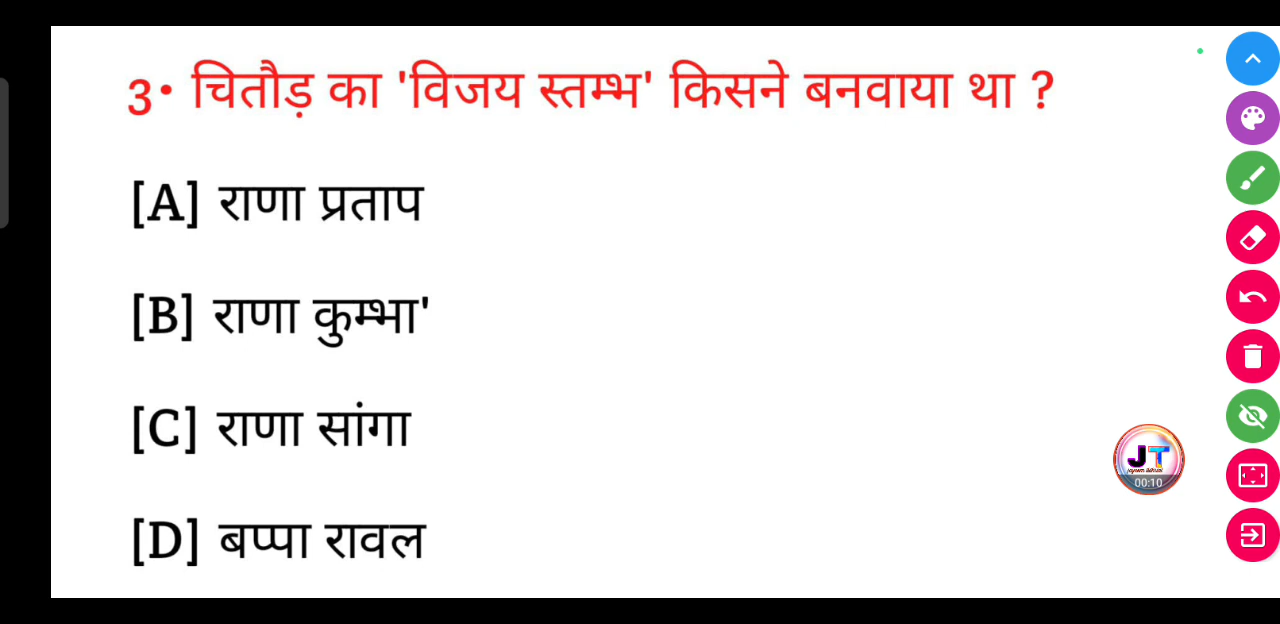 3• चितौड़ का 'विजय स्तम्भ' किसने बनवाया था ?
[A] राणा प्रताप
[B] राणा कुम्भा'
[C] राणा सांगा
JT
00:10
[D] बप्पा रावल